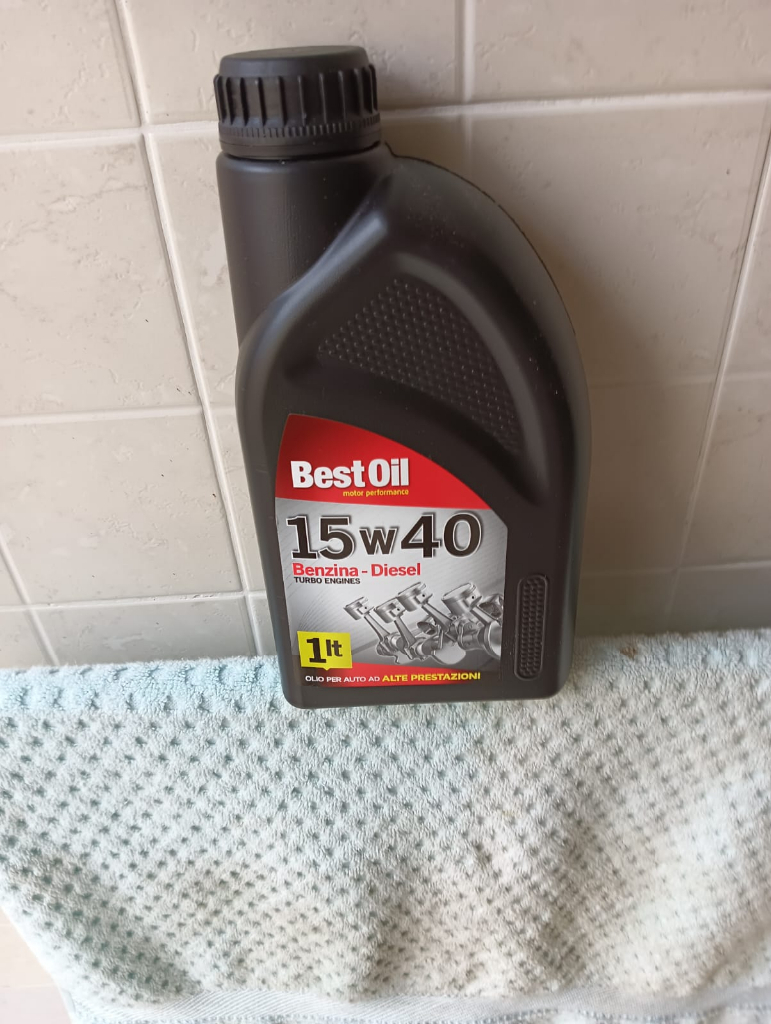 Best Oil
motor performance
15w40
Benzina - Diesel
TURBO ENGINES
1lt
OLIO PER AUTO AD ALTE PRESTAZIONI